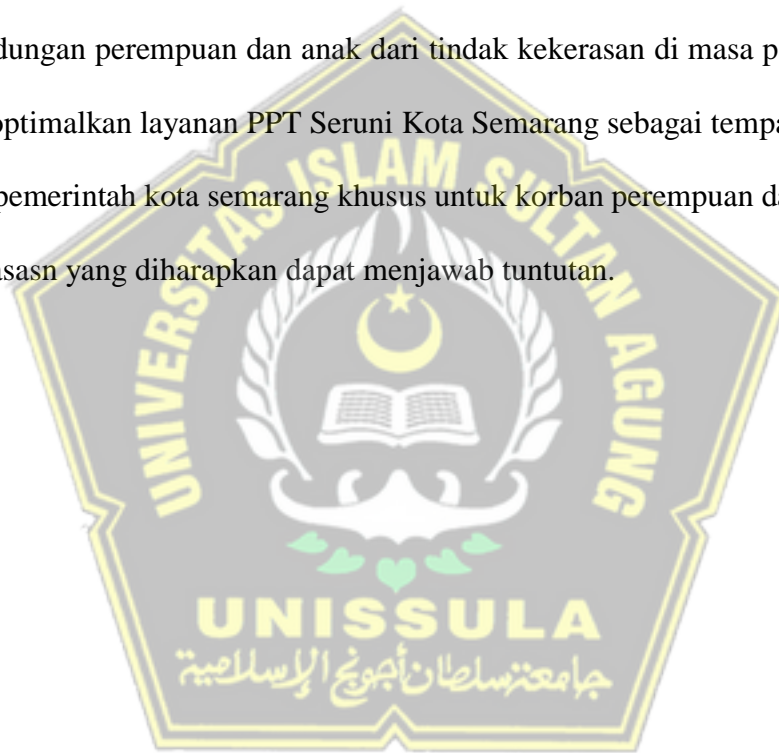 dungan perempuan dan anak dari tindak kekerasan di masa p
optimalkan layanan PPT Seruni Kota Semarang sebagai tempa
pemerintah kota semarang khusus untuk korban perempuan da
asasn yang diharapkan dapat menjawab tuntutan.
UNIVERSITAS ISLAM SULTAN AGUNG
UNISSULA
جامعة سلطان أجونج الإسلامية